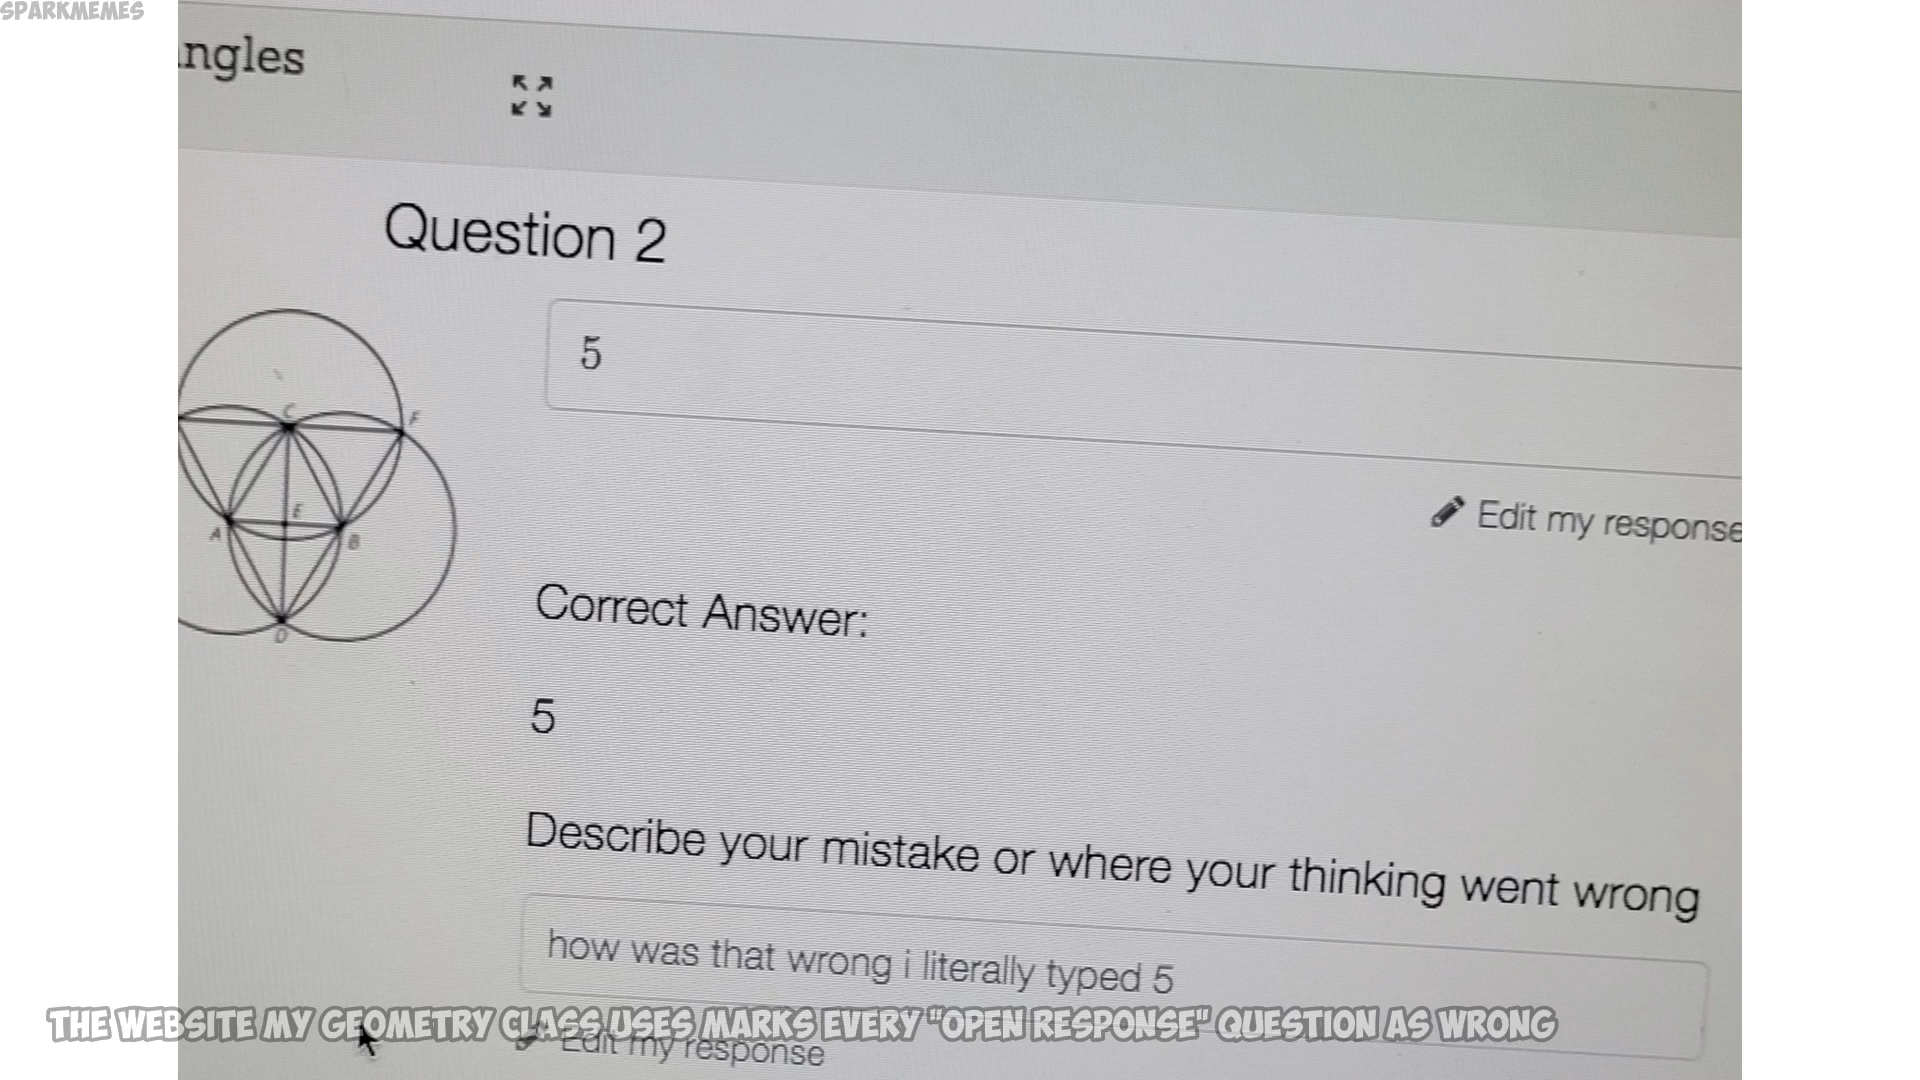 SPARKMEMES
ngles
Question 2
5
C
F
E
A
B
D
Edit my response
Correct Answer:
5
Describe your mistake or where your thinking went wrong
how was that wrong i literally typed 5
THE WEBSITE MY GEOMETRY CLASS USES MARKS EVERY "OPEN RESPONSE" QUESTION AS WRONG
Edit my response